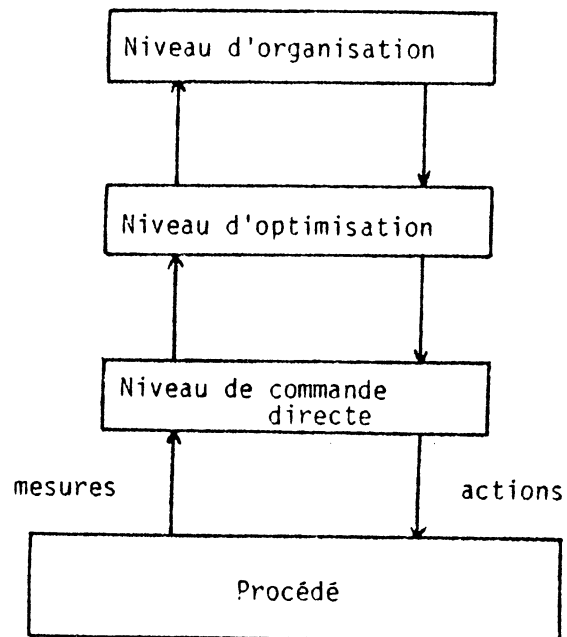 Niveau d'organisation
Niveau d'optimisation
Niveau de commande
directe
mesures
actions
Procédé